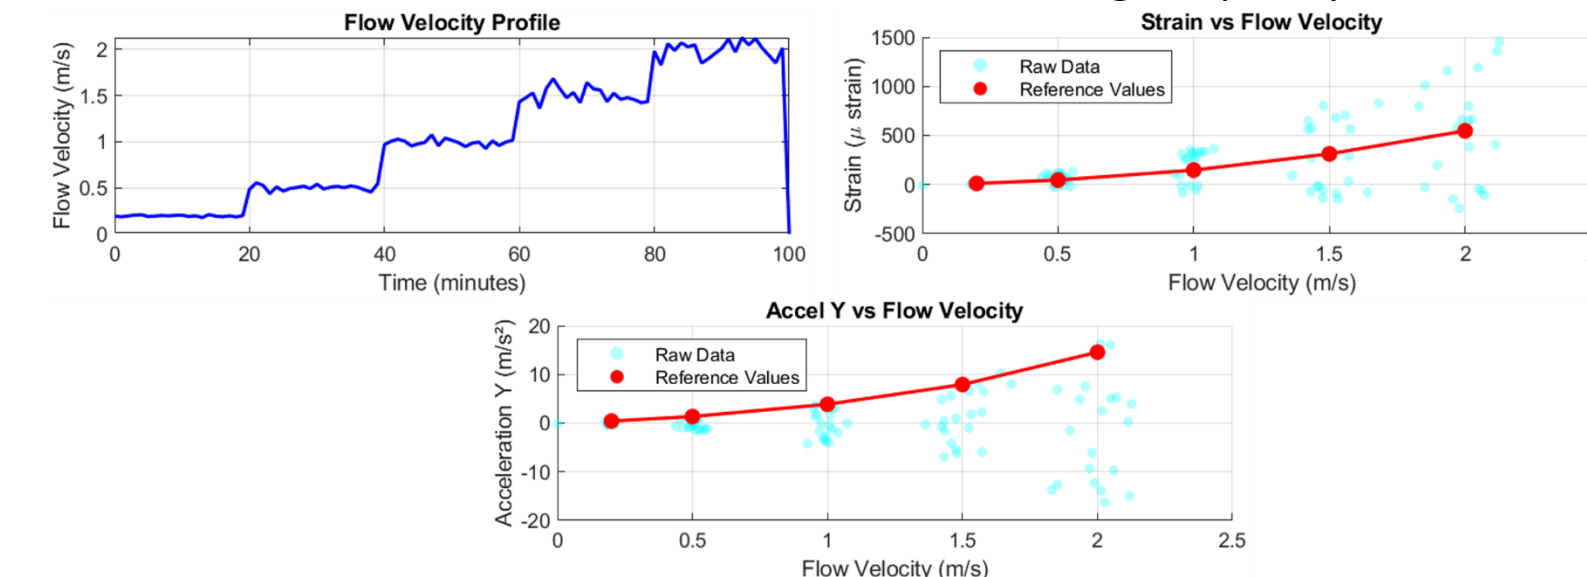 Flow Velocity Profile
Flow Velocity (m/s)
2
1.5
1
0.5
0
0 20 40 60 80 100
Time (minutes)
Strain vs Flow Velocity
Strain (μ strain)
1500
1000
500
0
-500
Raw Data
Reference Values
0 0.5 1 1.5 2
Flow Velocity (m/s)
Accel Y vs Flow Velocity
Acceleration Y (m/s²)
20
10
0
-10
-20
Raw Data
Reference Values
0 0.5 1 1.5 2 2.5
Flow Velocity (m/s)